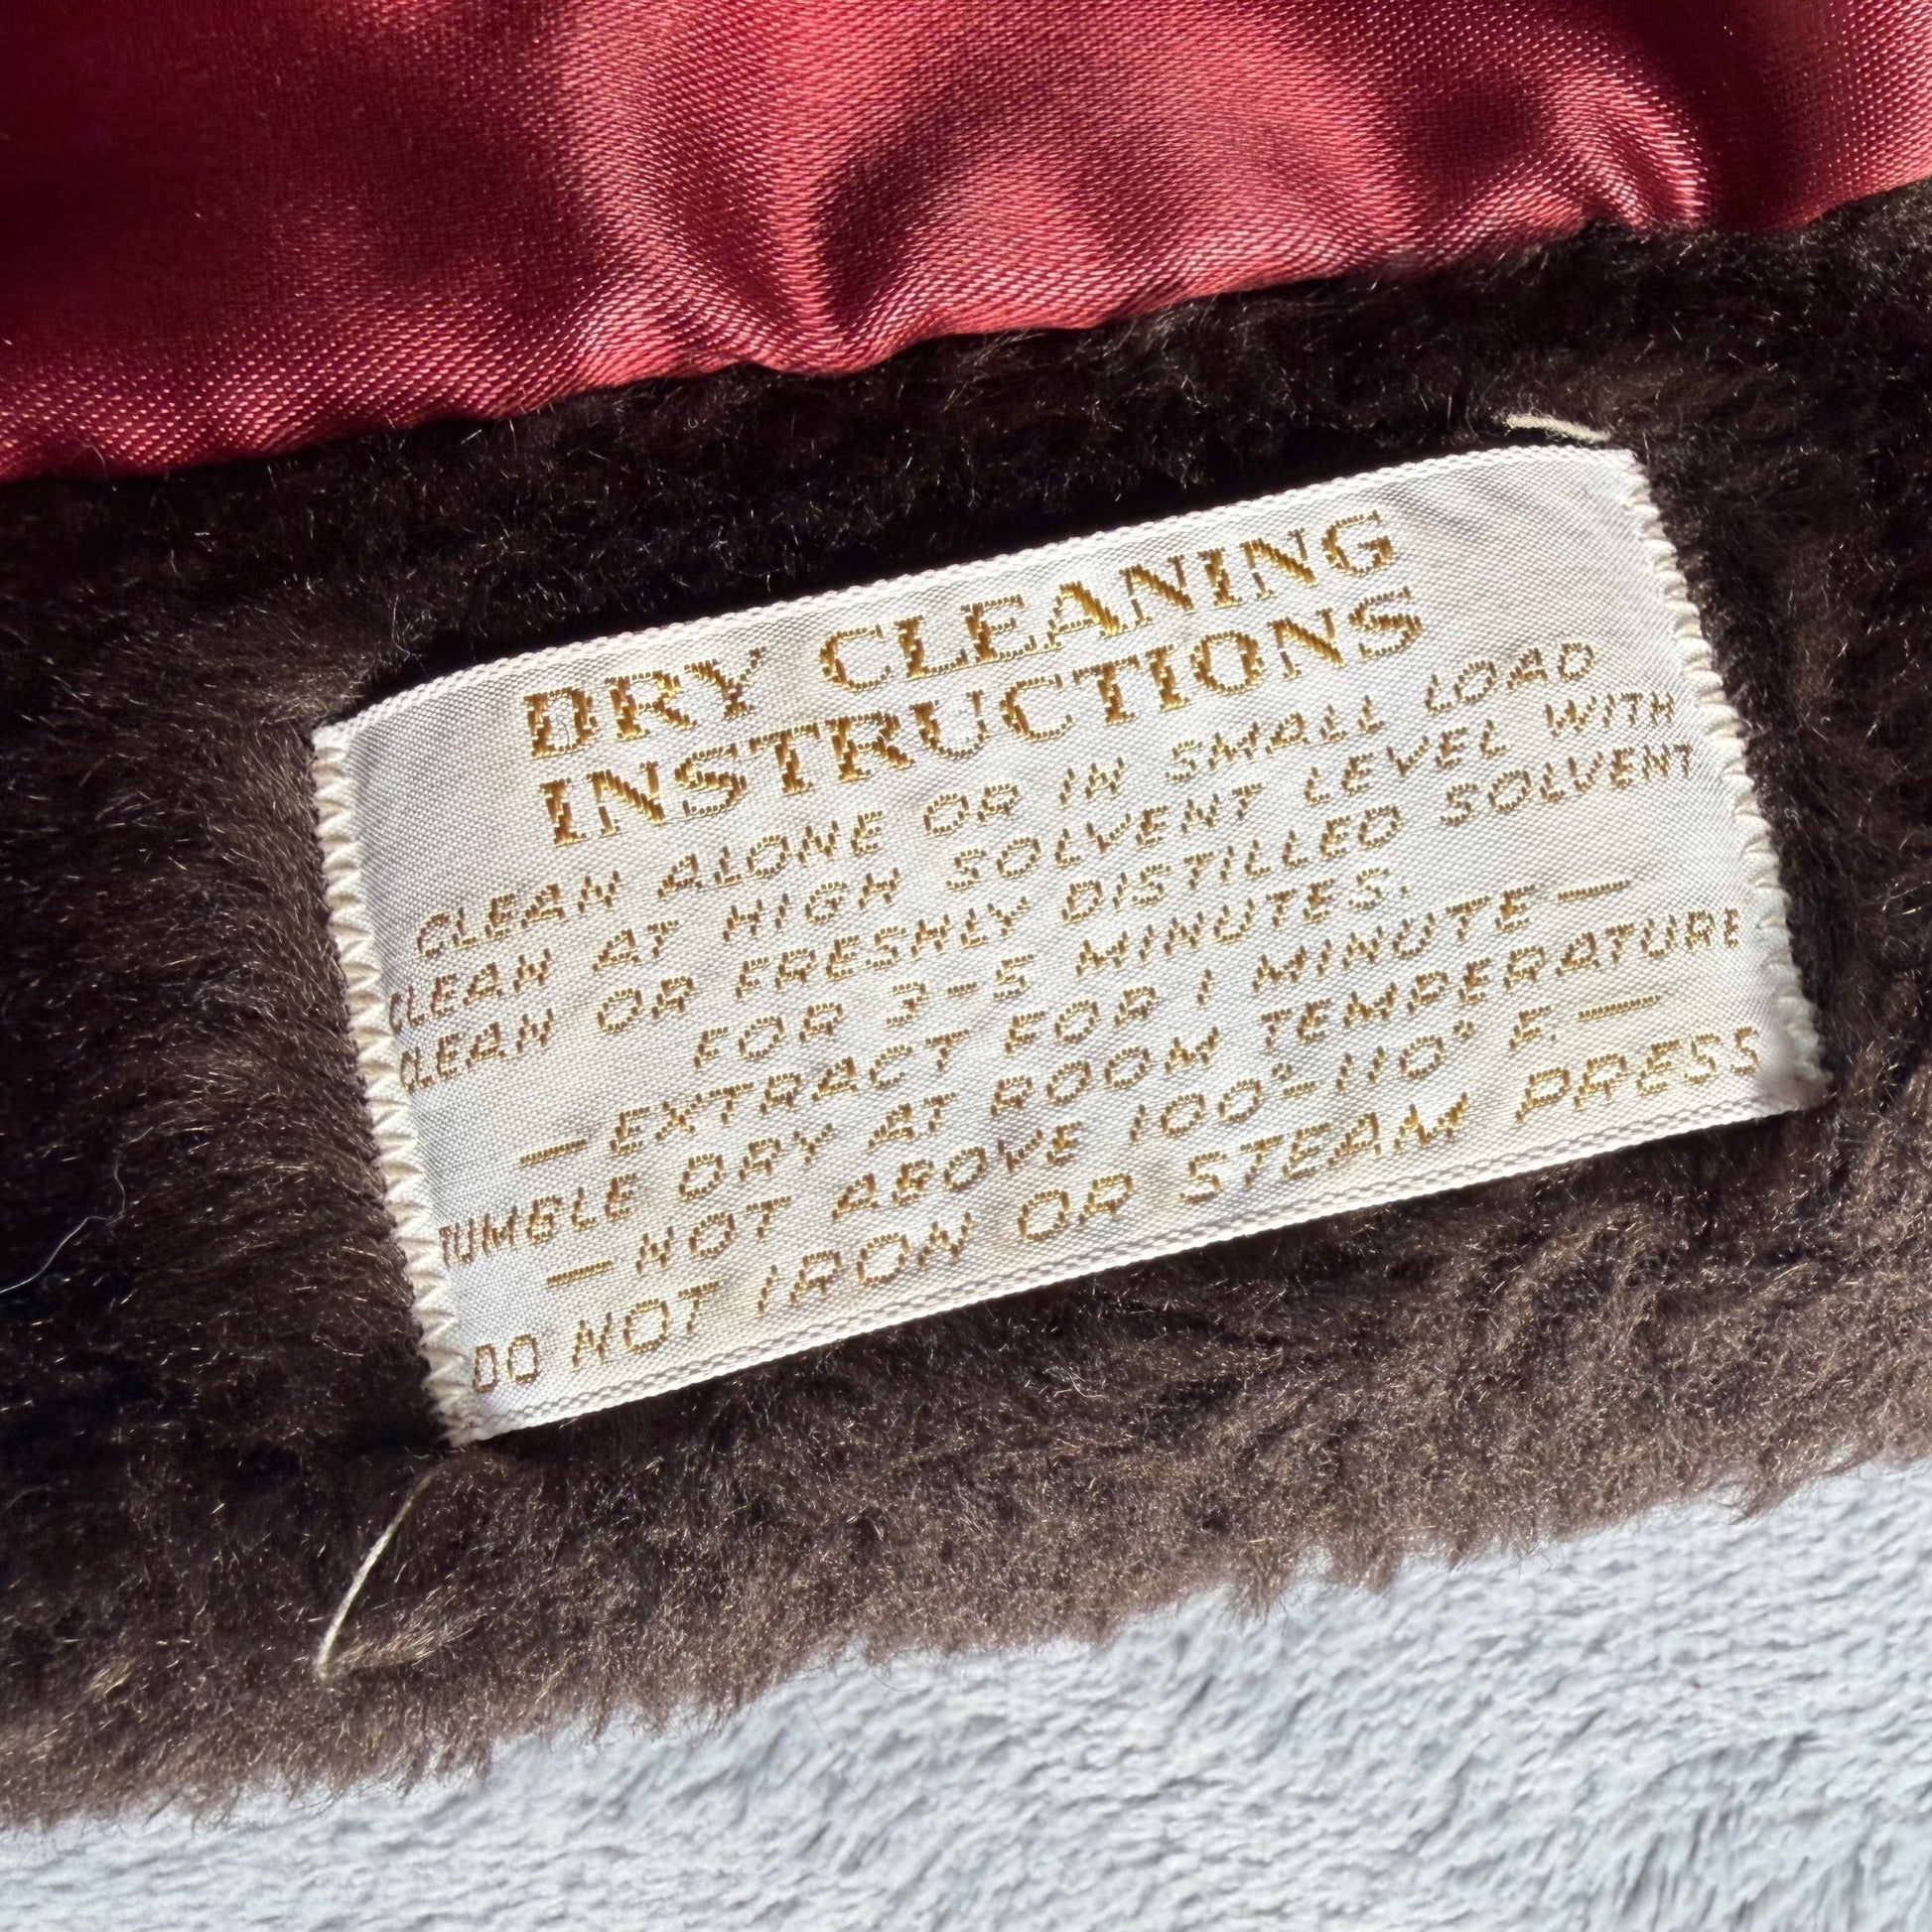 DRY CLEANING
INSTRUCTIONS
CLEAN ALONE OR IN SMALL LOAD
CLEAN AT HIGH SOLVENT LEVEL WITH
CLEAN OR FRESHLY DISTILLED SOLVENT
FOR 3-5 MINUTES.
—EXTRACT FOR 1 MINUTE—
TUMBLE DRY AT ROOM TEMPERATURE
—NOT ABOVE 100°-110° F.—
DO NOT IRON OR STEAM PRESS